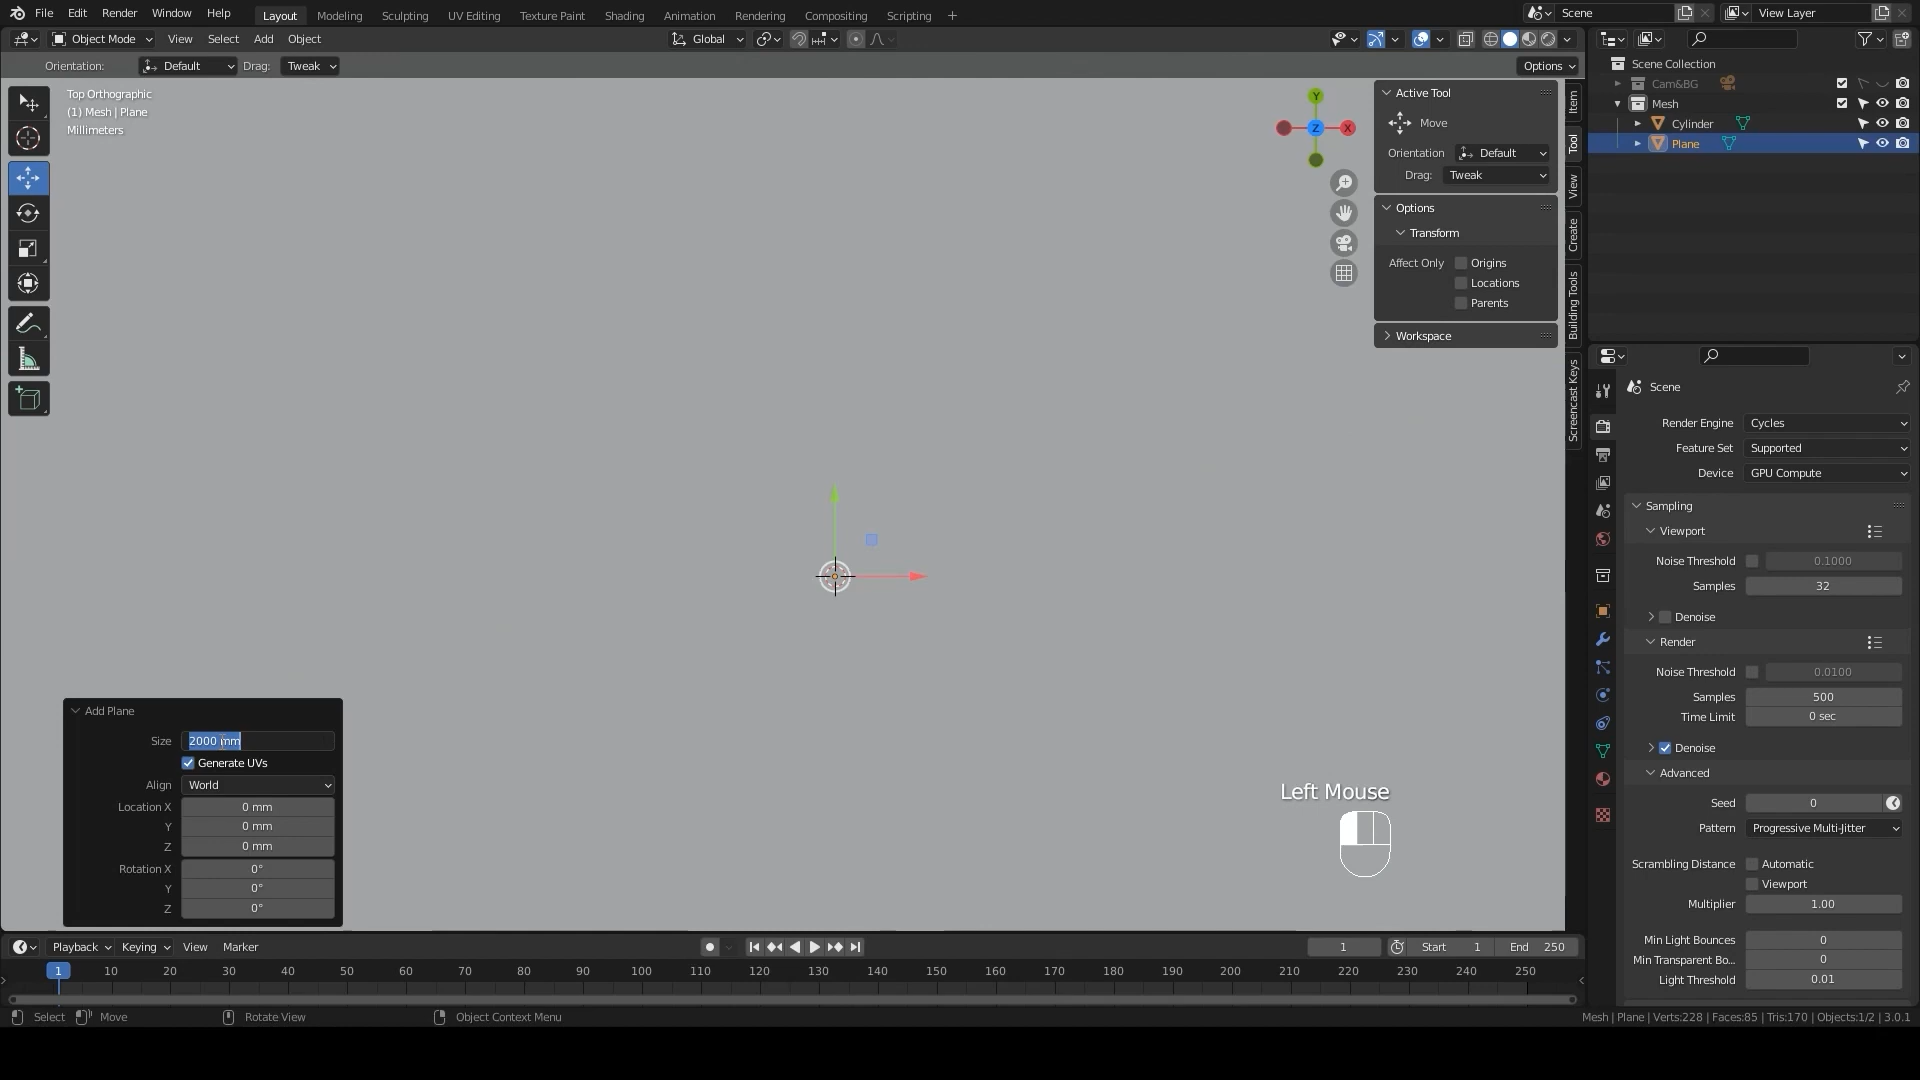 File Edit Render Window Help Layout Modeling Sculpting UV Editing Texture Paint Shading Animation Rendering Compositing Scripting + Scene View Layer
Object Mode View Select Add Object Global
Orientation: Default Drag: Tweak Options
Top Orthographic
(1) Mesh | Plane
Millimeters
Y
Z
X
Active Tool
Move
Orientation Default
Drag: Tweak
Options
Transform
Affect Only Origins
Locations
Parents
Workspace
Item
Tool
View
Create
Building Tools
Screencast Keys
Scene Collection
Cam&BG
Mesh
Cylinder
Plane
Scene
Render Engine Cycles
Feature Set Supported
Device GPU Compute
Sampling
Viewport
Noise Threshold 0.1000
Samples 32
Denoise
Render
Noise Threshold 0.0100
Samples 500
Time Limit 0 sec
Denoise
Advanced
Seed 0
Pattern Progressive Multi-Jitter
Scrambling Distance Automatic
Viewport
Multiplier 1.00
Min Light Bounces 0
Min Transparent Bo... 0
Light Threshold 0.01
Add Plane
Size 2000 mm
Generate UVs
Align World
Location X 0 mm
Y 0 mm
Z 0 mm
Rotation X 0°
Y 0°
Z 0°
Left Mouse
Playback Keying View Marker 1 Start 1 End 250
1 10 20 30 40 50 60 70 80 90 100 110 120 130 140 150 160 170 180 190 200 210 220 230 240 250
Select Move Rotate View Object Context Menu Mesh | Plane | Verts:228 | Faces:85 | Tris:170 | Objects:1/2 | 3.0.1